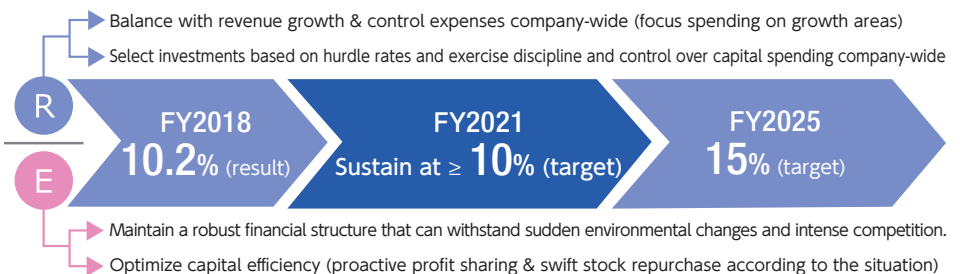 Balance with revenue growth & control expenses company-wide (focus spending on growth areas)
Select investments based on hurdle rates and exercise discipline and control over capital spending company-wide
R
E
FY2018
10.2% (result)
FY2021
Sustain at ≥ 10% (target)
FY2025
15% (target)
Maintain a robust financial structure that can withstand sudden environmental changes and intense competition.
Optimize capital efficiency (proactive profit sharing & swift stock repurchase according to the situation)